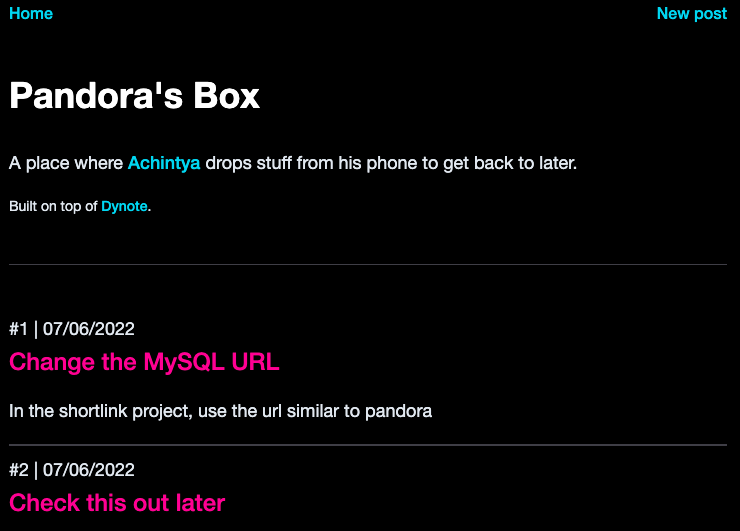 Home New post
Pandora's Box
A place where Achintya drops stuff from his phone to get back to later.
Built on top of Dynote.
#1 | 07/06/2022
Change the MySQL URL
In the shortlink project, use the url similar to pandora
#2 | 07/06/2022
Check this out later